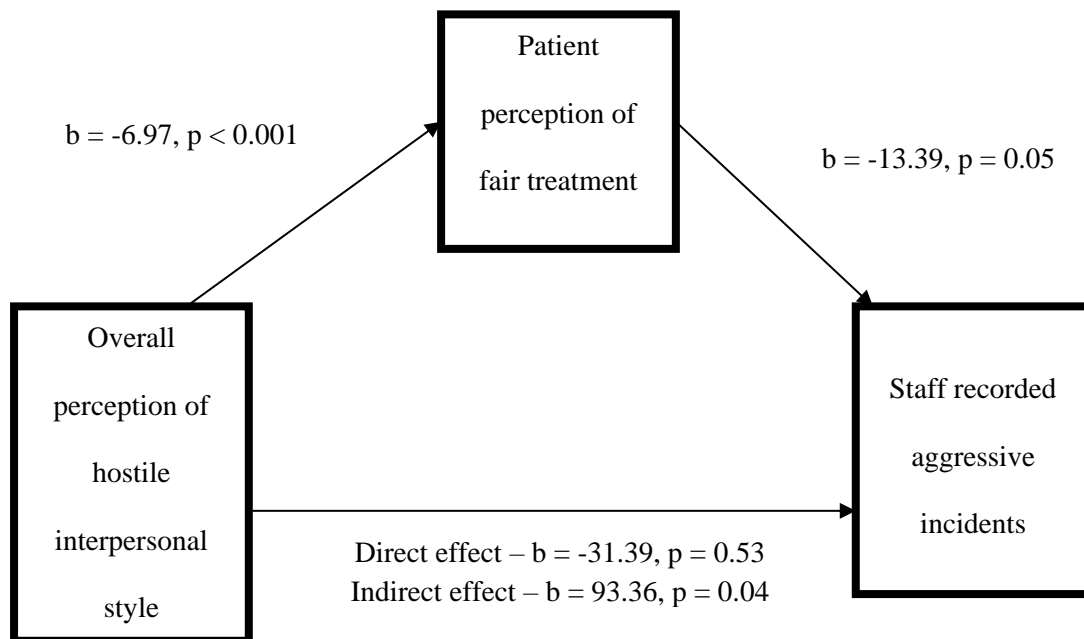 Patient
perception of
fair treatment
b = -6.97, p < 0.001
b = -13.39, p = 0.05
Overall
perception of
hostile
interpersonal
style
Staff recorded
aggressive
incidents
Direct effect – b = -31.39, p = 0.53
Indirect effect – b = 93.36, p = 0.04